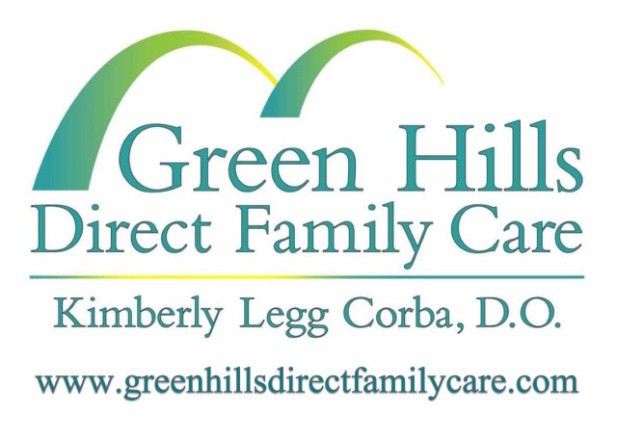 Green Hills
Direct Family Care
Kimberly Legg Corba, D.O.
www.greenhillsdirectfamilycare.com